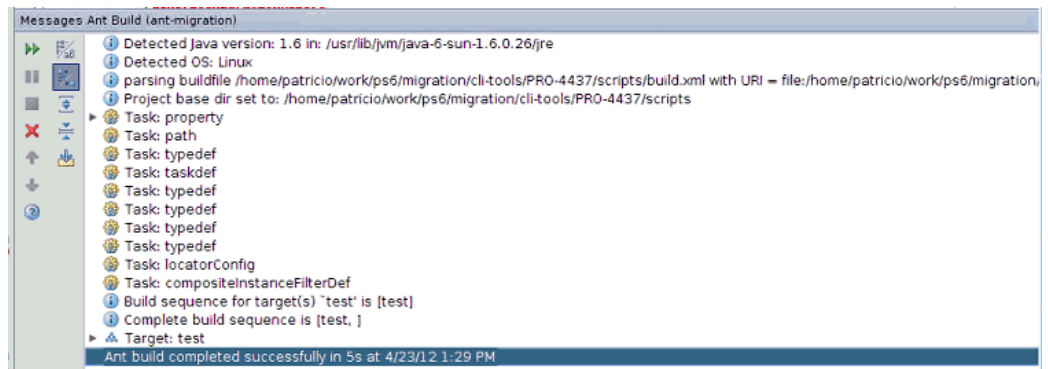 Messages Ant Build (ant-migration)
Detected Java version: 1.6 in: /usr/lib/jvm/java-6-sun-1.6.0.26/jre
Detected OS: Linux
parsing buildfile /home/patricio/work/ps6/migration/cli-tools/PRO-4437/scripts/build.xml with URI = file:/home/patricio/work/ps6/migration/
Project base dir set to: /home/patricio/work/ps6/migration/cli-tools/PRO-4437/scripts
Task: property
Task: path
Task: typedef
Task: taskdef
Task: typedef
Task: typedef
Task: typedef
Task: typedef
Task: locatorConfig
Task: compositeInstanceFilterDef
Build sequence for target(s) `test' is [test]
Complete build sequence is [test, ]
Target: test
Ant build completed successfully in 5s at 4/23/12 1:29 PM